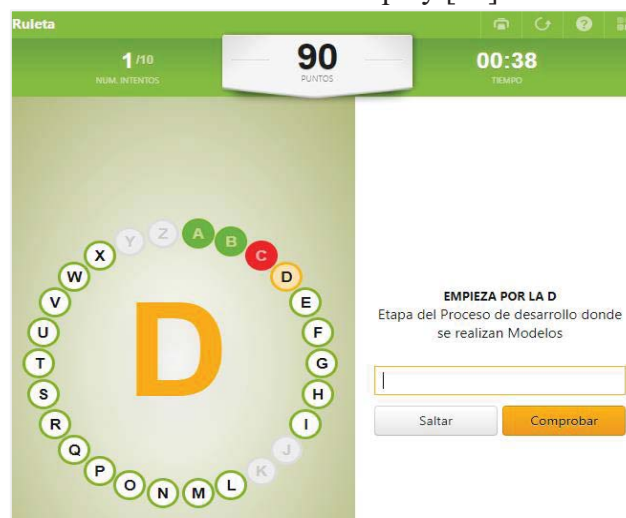 Ruleta
1/10
NUM. INTENTOS
90
PUNTOS
00:38
TIEMPO
A
B
C
D
E
F
G
H
I
J
K
L
M
N
O
P
Q
R
S
T
U
V
W
X
Y
Z
D
EMPIEZA POR LA D
Etapa del Proceso de desarrollo donde
se realizan Modelos
Saltar
Comprobar